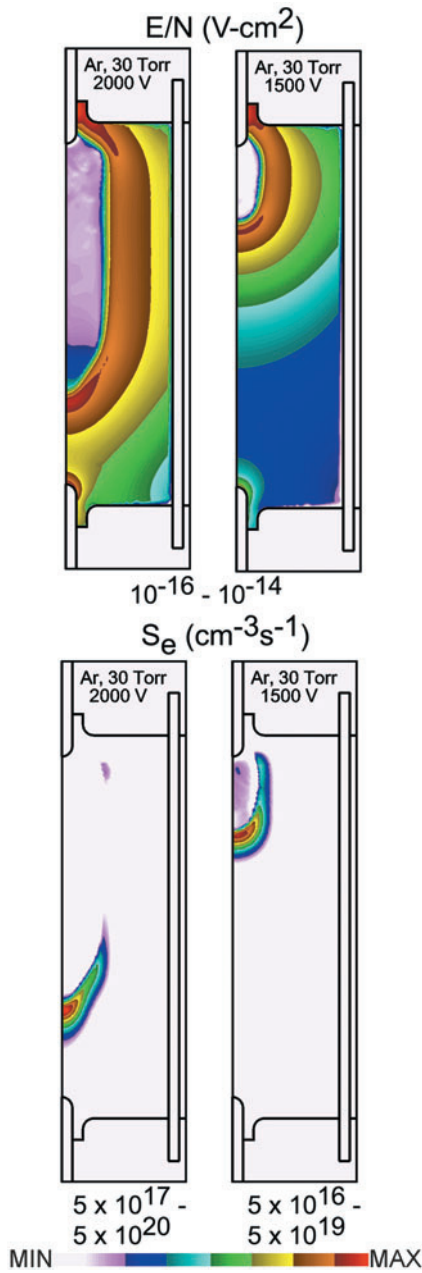 E/N (V-cm²)
Ar, 30 Torr
2000 V
Ar, 30 Torr
1500 V
10⁻¹⁶ - 10⁻¹⁴
Sₑ (cm⁻³s⁻¹)
Ar, 30 Torr
2000 V
Ar, 30 Torr
1500 V
5 x 10¹⁷ -
5 x 10²⁰
5 x 10¹⁶ -
5 x 10¹⁹
MIN MAX